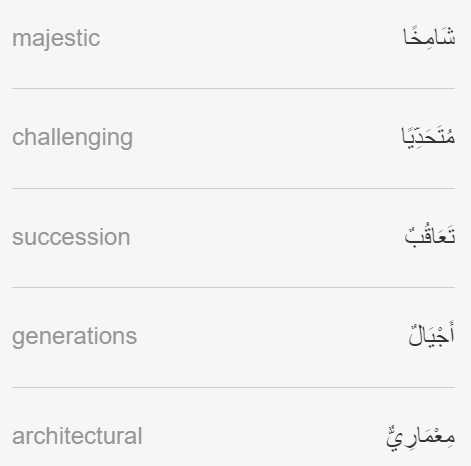 majestic شَامِخًا
challenging مُتَحَدِّيًا
succession تَعَاقُبٌ
generations أَجْيَالٌ
architectural مِعْمَارِيٌّ